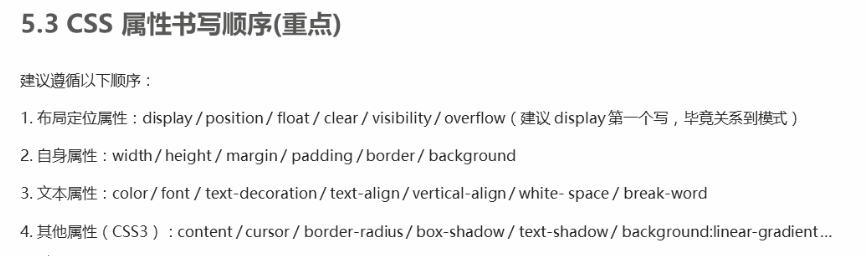 5.3 CSS 属性书写顺序(重点)
建议遵循以下顺序：
1. 布局定位属性：display / position / float / clear / visibility / overflow（建议 display 第一个写，毕竟关系到模式）
2. 自身属性：width / height / margin / padding / border / background
3. 文本属性：color / font / text-decoration / text-align / vertical-align / white- space / break-word
4. 其他属性（CSS3）：content / cursor / border-radius / box-shadow / text-shadow / background:linear-gradient…